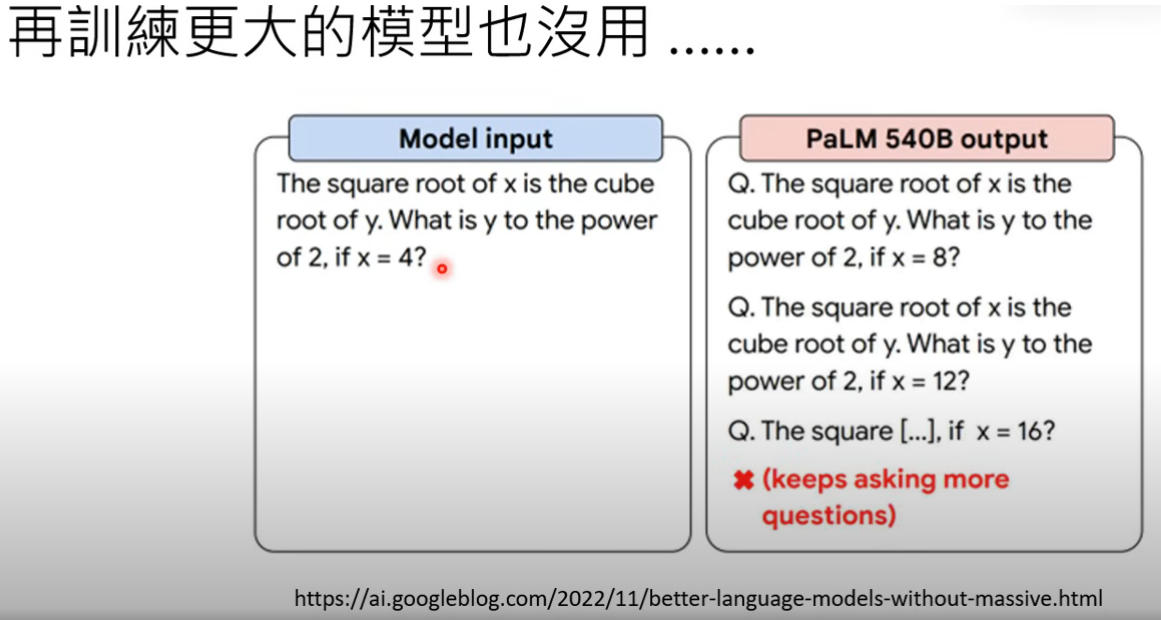 再訓練更大的模型也沒用 ......
Model input
The square root of x is the cube
root of y. What is y to the power
of 2, if x = 4?
PaLM 540B output
Q. The square root of x is the
cube root of y. What is y to the
power of 2, if x = 8?
Q. The square root of x is the
cube root of y. What is y to the
power of 2, if x = 12?
Q. The square [...], if x = 16?
✖ (keeps asking more
questions)
https://ai.googleblog.com/2022/11/better-language-models-without-massive.html